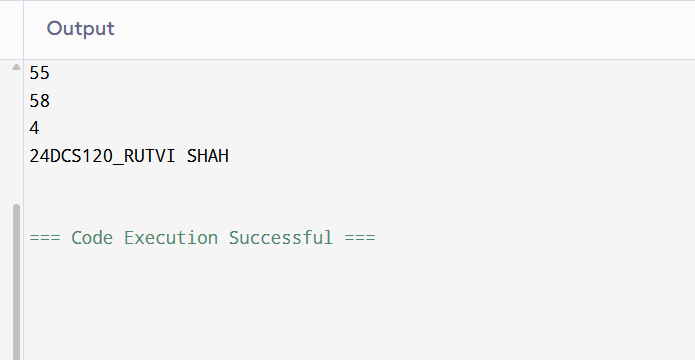 Output
55
58
4
24DCS120_RUTVI SHAH
=== Code Execution Successful ===